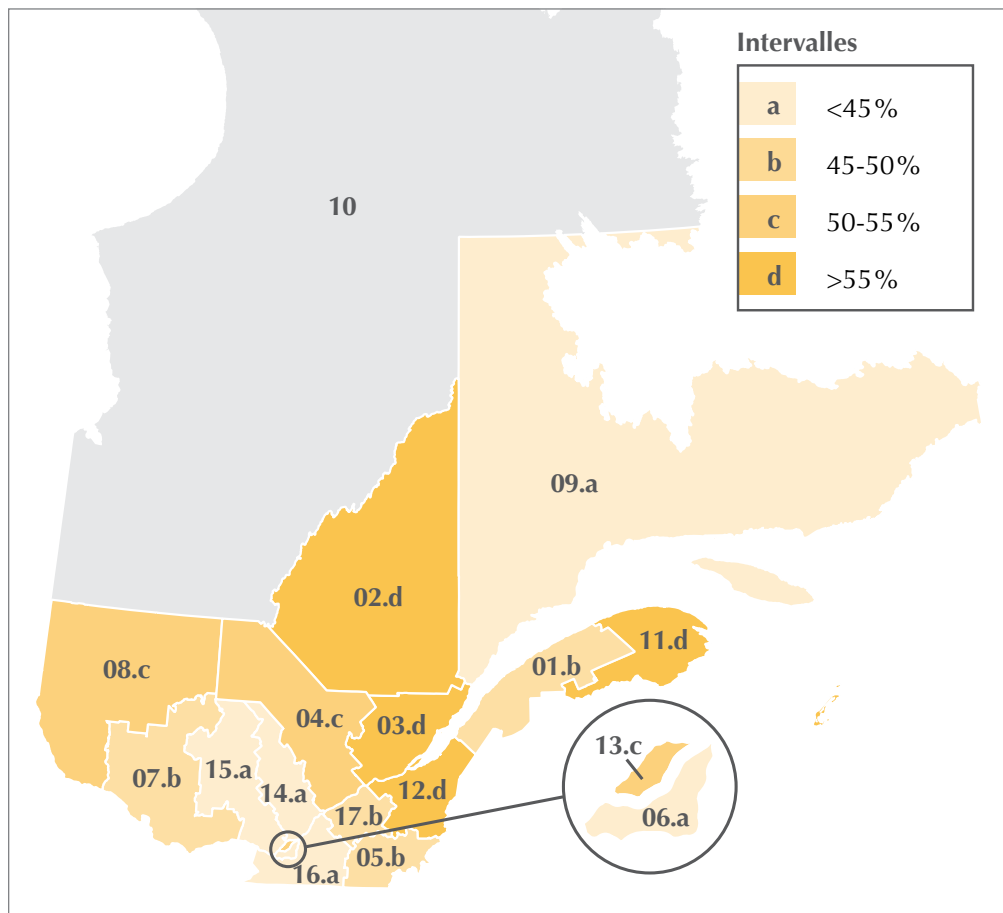 Intervalles
a <45%
b 45-50%
c 50-55%
d >55%
10
09.a
02.d
11.d
01.b
08.c
04.c
03.d
13.c
15.a
07.b
14.a
12.d
06.a
17.b
05.b
16.a